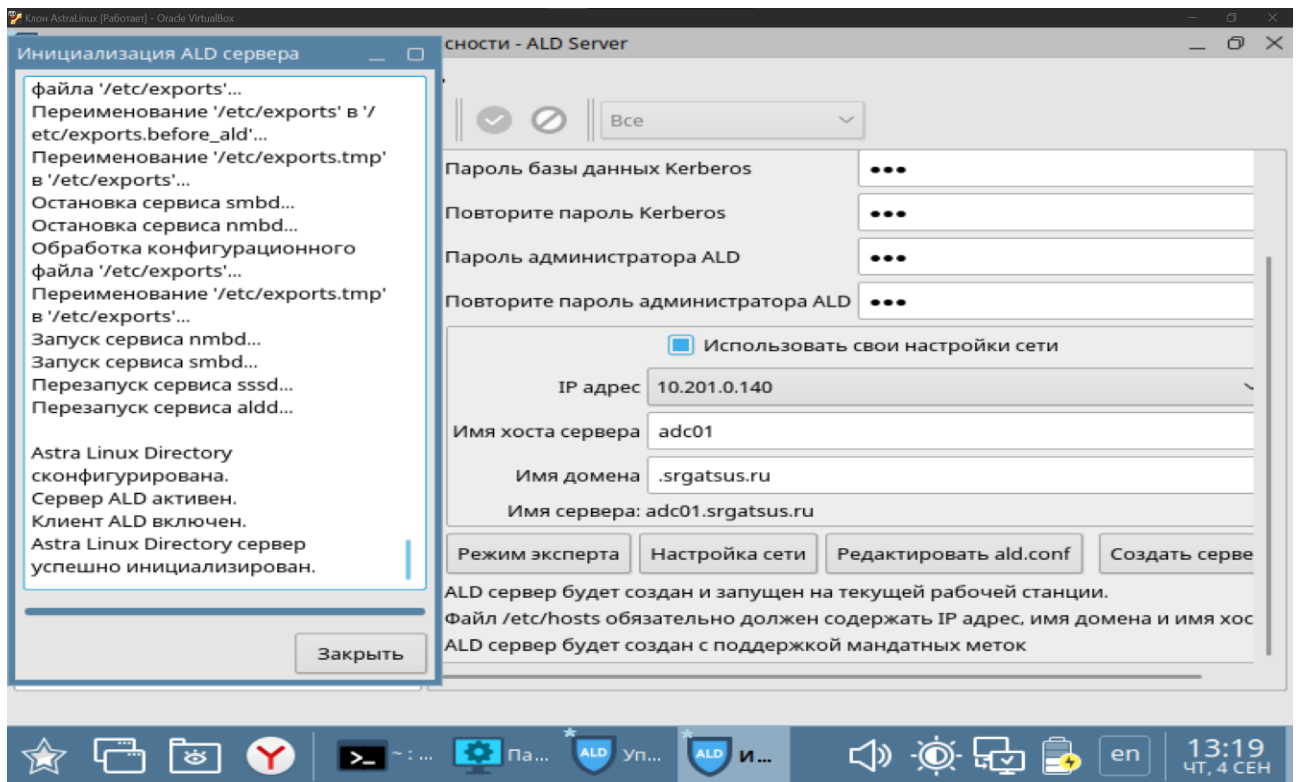 Клон AstraLinux [Работает] - Oracle VirtualBox
Инициализация ALD сервера
файла '/etc/exports'...
Переименование '/etc/exports' в '/
etc/exports.before_ald'...
Переименование '/etc/exports.tmp'
в '/etc/exports'...
Остановка сервиса smbd...
Остановка сервиса nmbd...
Обработка конфигурационного
файла '/etc/exports'...
Переименование '/etc/exports.tmp'
в '/etc/exports'...
Запуск сервиса nmbd...
Запуск сервиса smbd...
Перезапуск сервиса sssd...
Перезапуск сервиса aldd...
Astra Linux Directory
сконфигурирована.
Сервер ALD активен.
Клиент ALD включен.
Astra Linux Directory сервер
успешно инициализирован.
Закрыть
сности - ALD Server
Все
Пароль базы данных Kerberos
Повторите пароль Kerberos
Пароль администратора ALD
Повторите пароль администратора ALD
Использовать свои настройки сети
IP адрес 10.201.0.140
Имя хоста сервера adc01
Имя домена .srgatsus.ru
Имя сервера: adc01.srgatsus.ru
Режим эксперта Настройка сети Редактировать ald.conf Создать серве
ALD сервер будет создан и запущен на текущей рабочей станции.
Файл /etc/hosts обязательно должен содержать IP адрес, имя домена и имя хос
ALD сервер будет создан с поддержкой мандатных меток
~ : ... Па... ALD Уп... ALD И... en 13:19
ЧТ, 4 СЕН